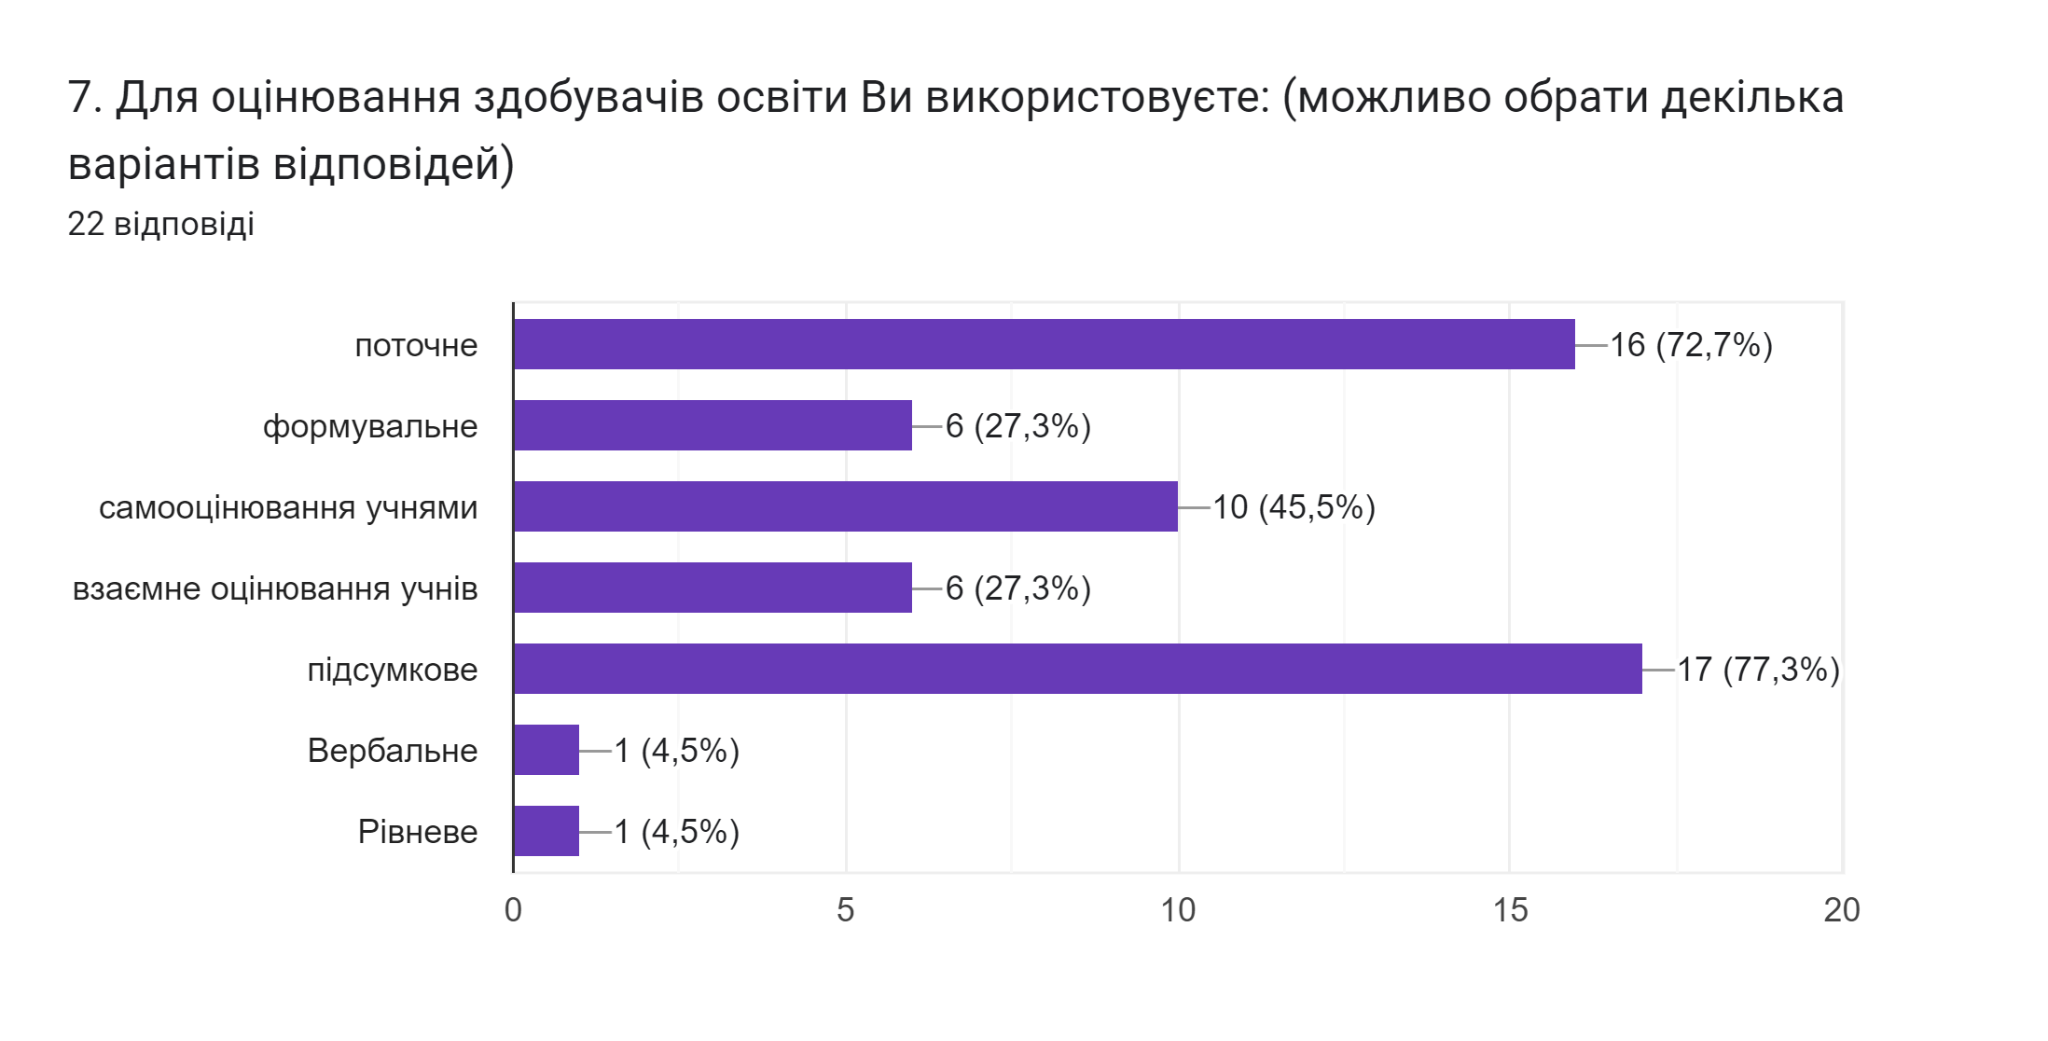 7. Для оцінювання здобувачів освіти Ви використовуєте: (можливо обрати декілька
варіантів відповідей)
22 відповіді
поточне 16 (72,7%)
формувальне 6 (27,3%)
самооцінювання учнями 10 (45,5%)
взаємне оцінювання учнів 6 (27,3%)
підсумкове 17 (77,3%)
Вербальне 1 (4,5%)
Рівневе 1 (4,5%)
0 5 10 15 20